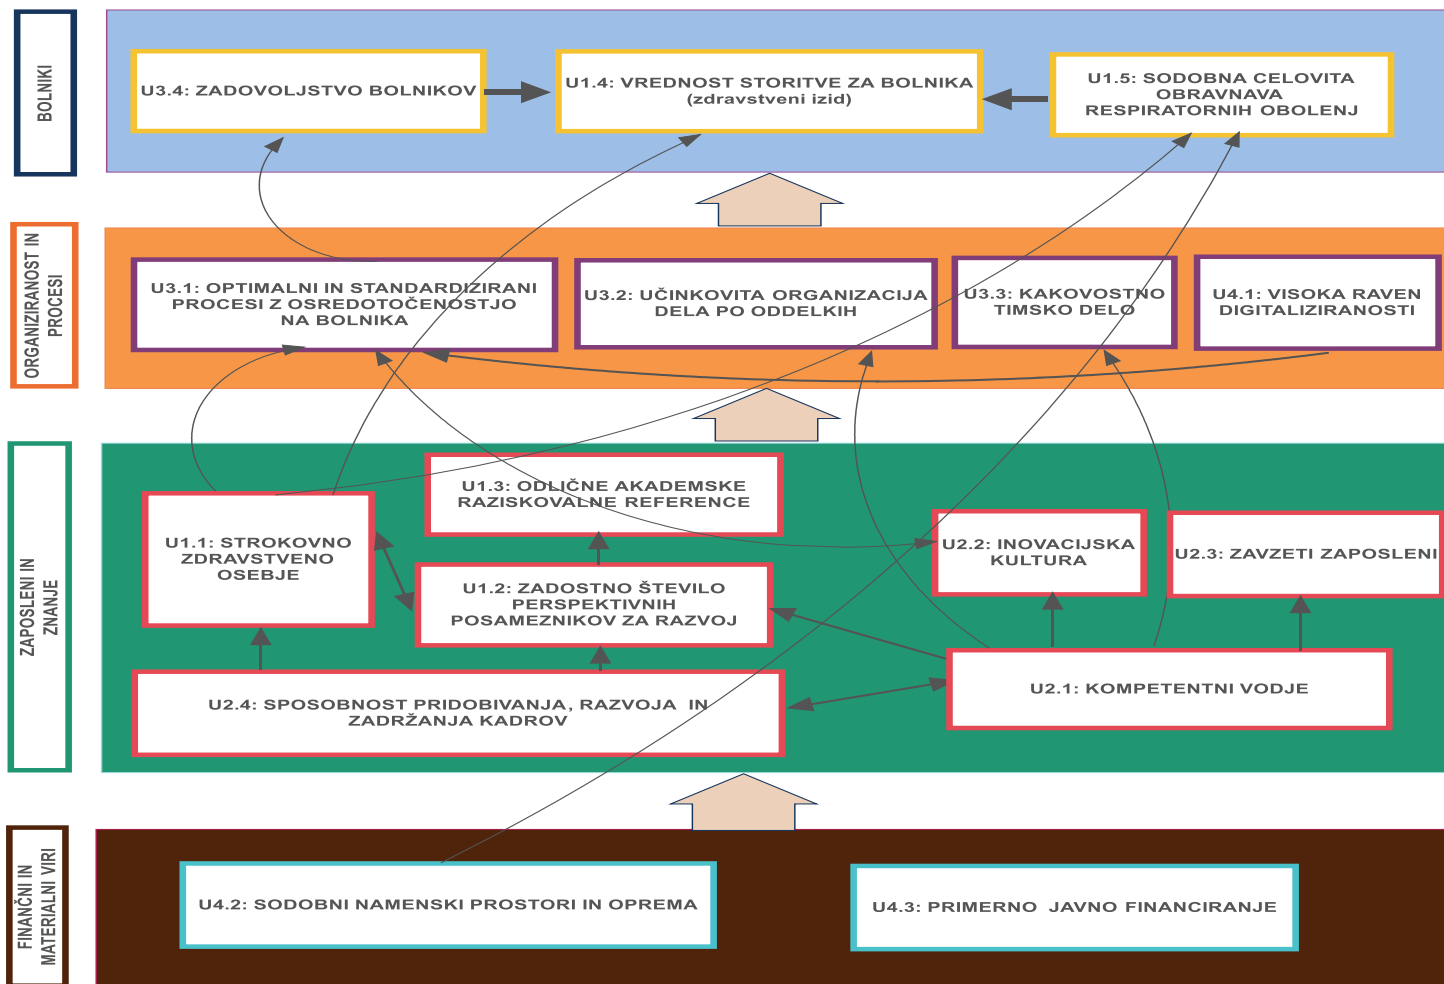 BOLNIKI
U3.4: ZADOVOLJSTVO BOLNIKOV
U1.4: VREDNOST STORITVE ZA BOLNIKA
(zdravstveni izid)
U1.5: SODOBNA CELOVITA
OBRAVNAVA
RESPIRATORNIH OBOLENJ
ORGANIZIRANOST IN
PROCESI
U3.1: OPTIMALNI IN STANDARDIZIRANI
PROCESI Z OSREDOTOČENOSTJO
NA BOLNIKA
U3.2: UČINKOVITA ORGANIZACIJA
DELA PO ODDELKIH
U3.3: KAKOVOSTNO
TIMSKO DELO
U4.1: VISOKA RAVEN
DIGITALIZIRANOSTI
ZAPOSLENI IN
ZNANJE
U1.3: ODLIČNE AKADEMSKE
RAZISKOVALNE REFERENCE
U1.1: STROKOVNO
ZDRAVSTVENO
OSEBJE
U2.2: INOVACIJSKA
KULTURA
U2.3: ZAVZETI ZAPOSLENI
U1.2: ZADOSTNO ŠTEVILO
PERSPEKTIVNIH
POSAMEZNIKOV ZA RAZVOJ
U2.4: SPOSOBNOST PRIDOBIVANJA, RAZVOJA IN
ZADRŽANJA KADROV
U2.1: KOMPETENTNI VODJE
FINANČNI IN
MATERIALNI VIRI
U4.2: SODOBNI NAMENSKI PROSTORI IN OPREMA
U4.3: PRIMERNO JAVNO FINANCIRANJE